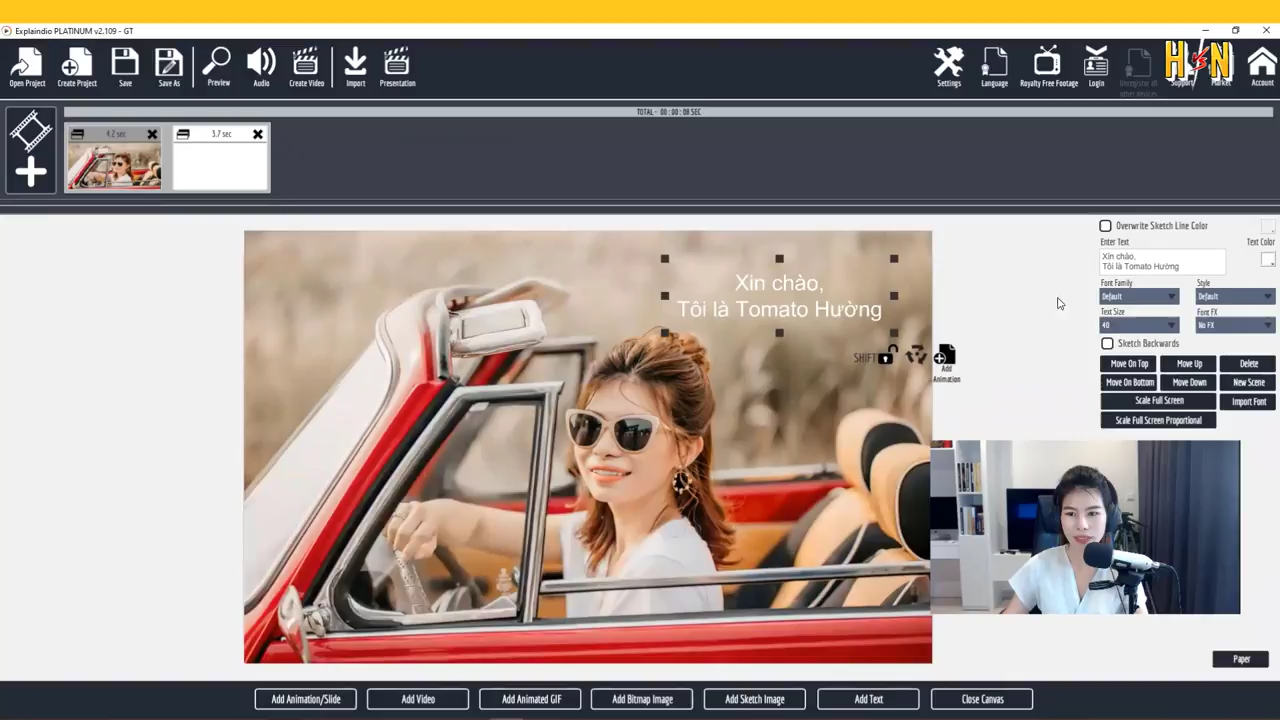 Explaindio PLATINUM v2.109 - GT
Open Project
Create Project
Save
Save As
Preview
Audio
Create Video
Import
Presentation
Settings
Language
Royalty Free Footage
Login
Unregister all other devices
Support
Market
Account
HSN
TOTAL - 00 : 00 : 08 SEC
4.2 sec
3.7 sec
Xin chào,
Tôi là Tomato Hường
SHIFT
Add
Animation
Overwrite Sketch Line Color
Enter Text
Text Color
Xin chào,
Tôi là Tomato Hường
Font Family
Style
Default
Default
Text Size
Font FX
40
No FX
Sketch Backwards
Move On Top
Move Up
Delete
Move On Bottom
Move Down
New Scene
Scale Full Screen
Import Font
Scale Full Screen Proportional
Paper
Add Animation/Slide
Add Video
Add Animated GIF
Add Bitmap Image
Add Sketch Image
Add Text
Close Canvas